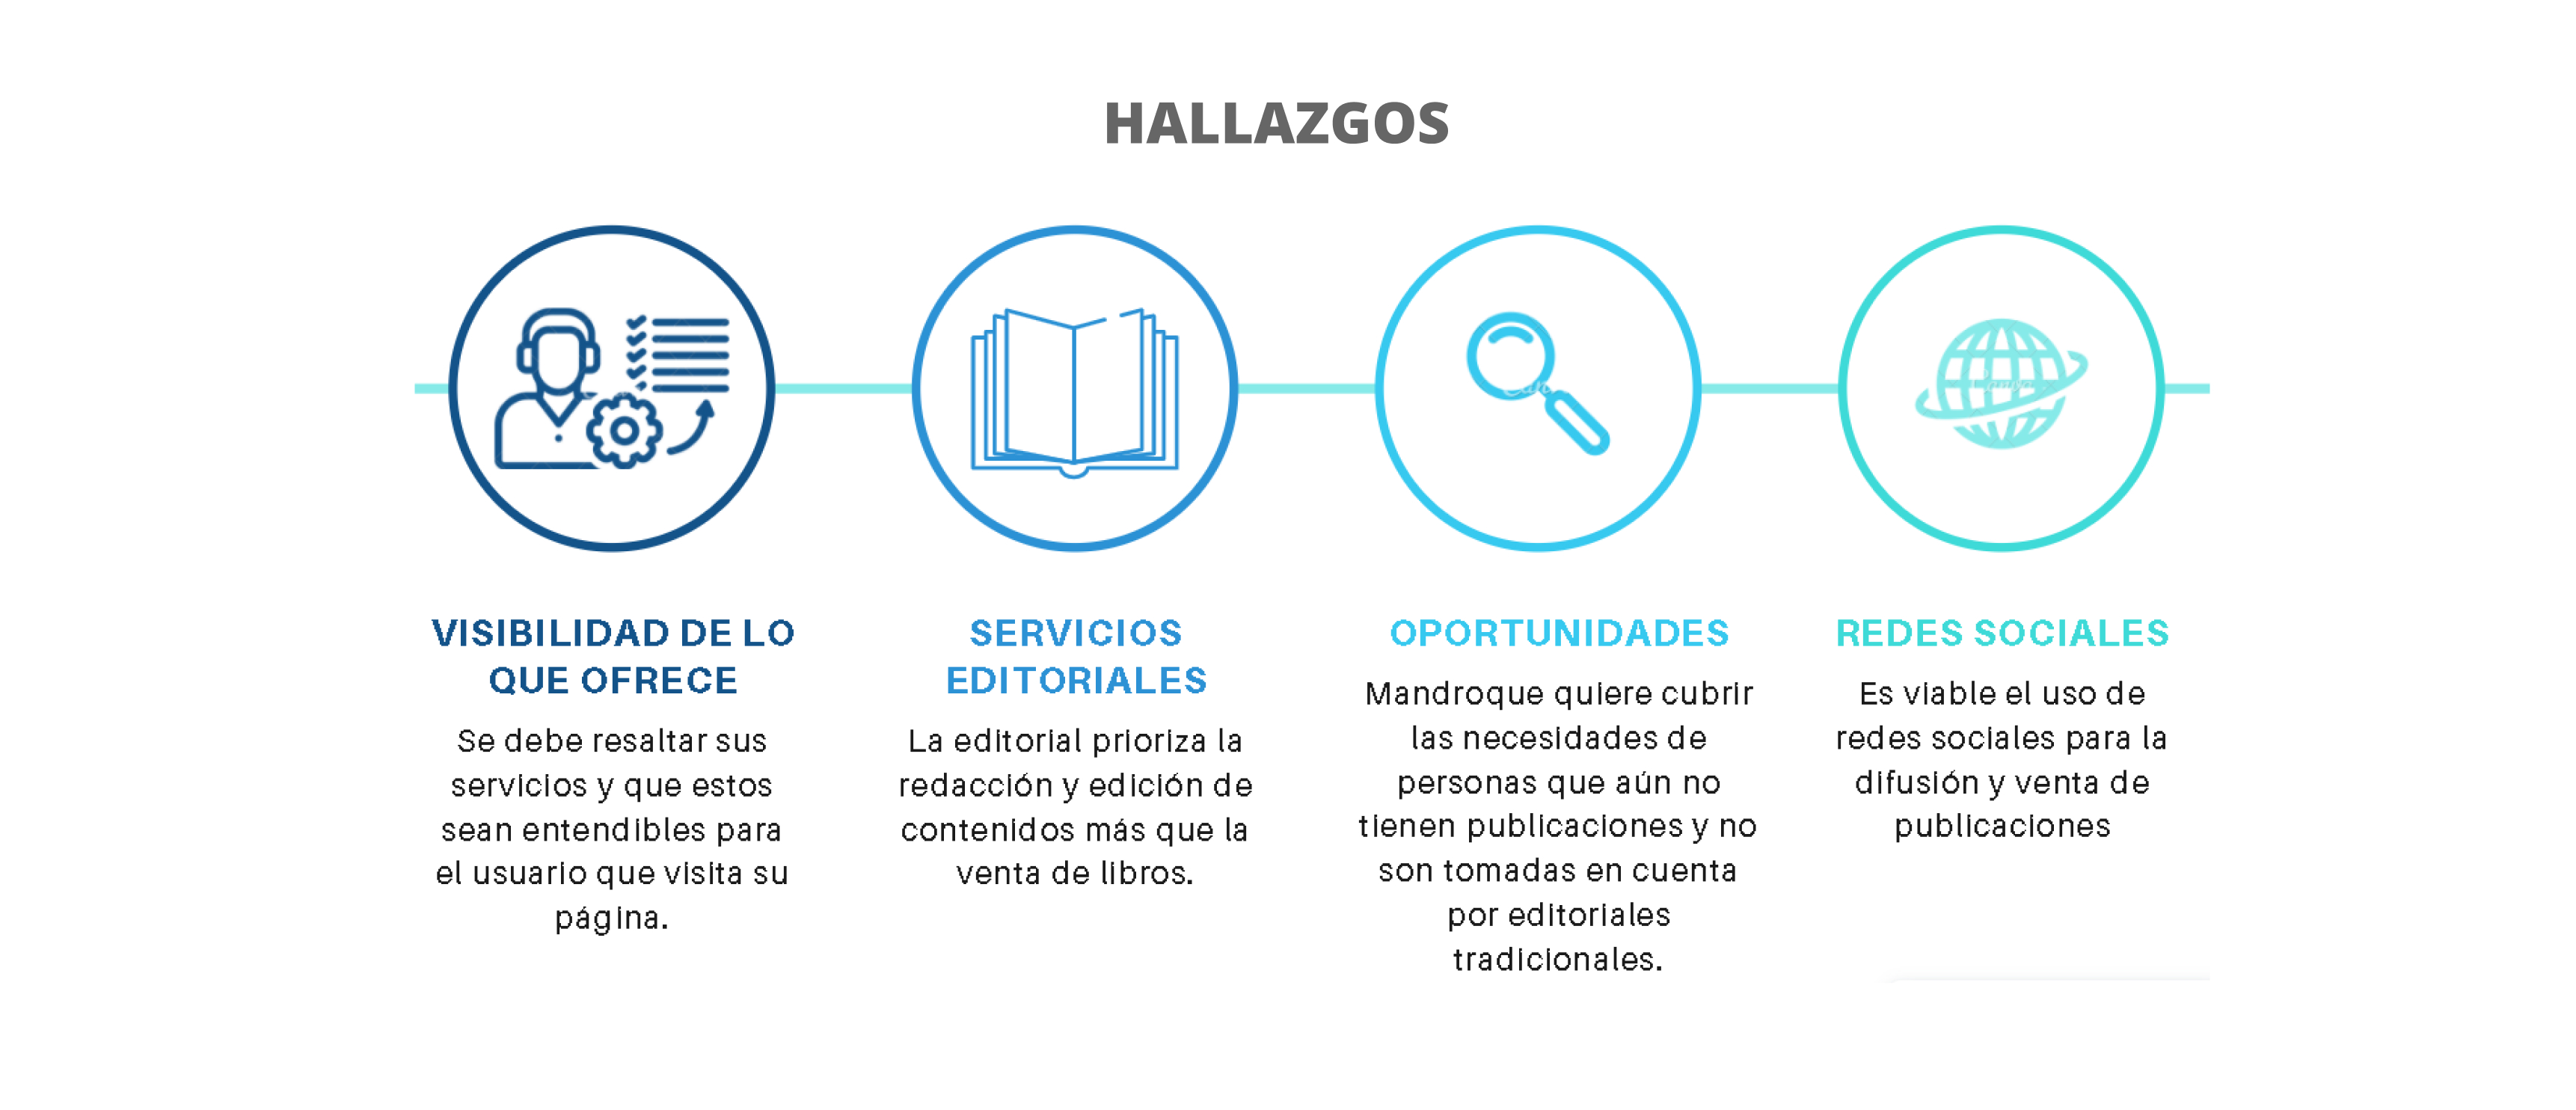 HALLAZGOS
VISIBILIDAD DE LO
QUE OFRECE
Se debe resaltar sus
servicios y que estos
sean entendibles para
el usuario que visita su
página.
SERVICIOS
EDITORIALES
La editorial prioriza la
redacción y edición de
contenidos más que la
venta de libros.
OPORTUNIDADES
Mandroque quiere cubrir
las necesidades de
personas que aún no
tienen publicaciones y no
son tomadas en cuenta
por editoriales
tradicionales.
REDES SOCIALES
Es viable el uso de
redes sociales para la
difusión y venta de
publicaciones